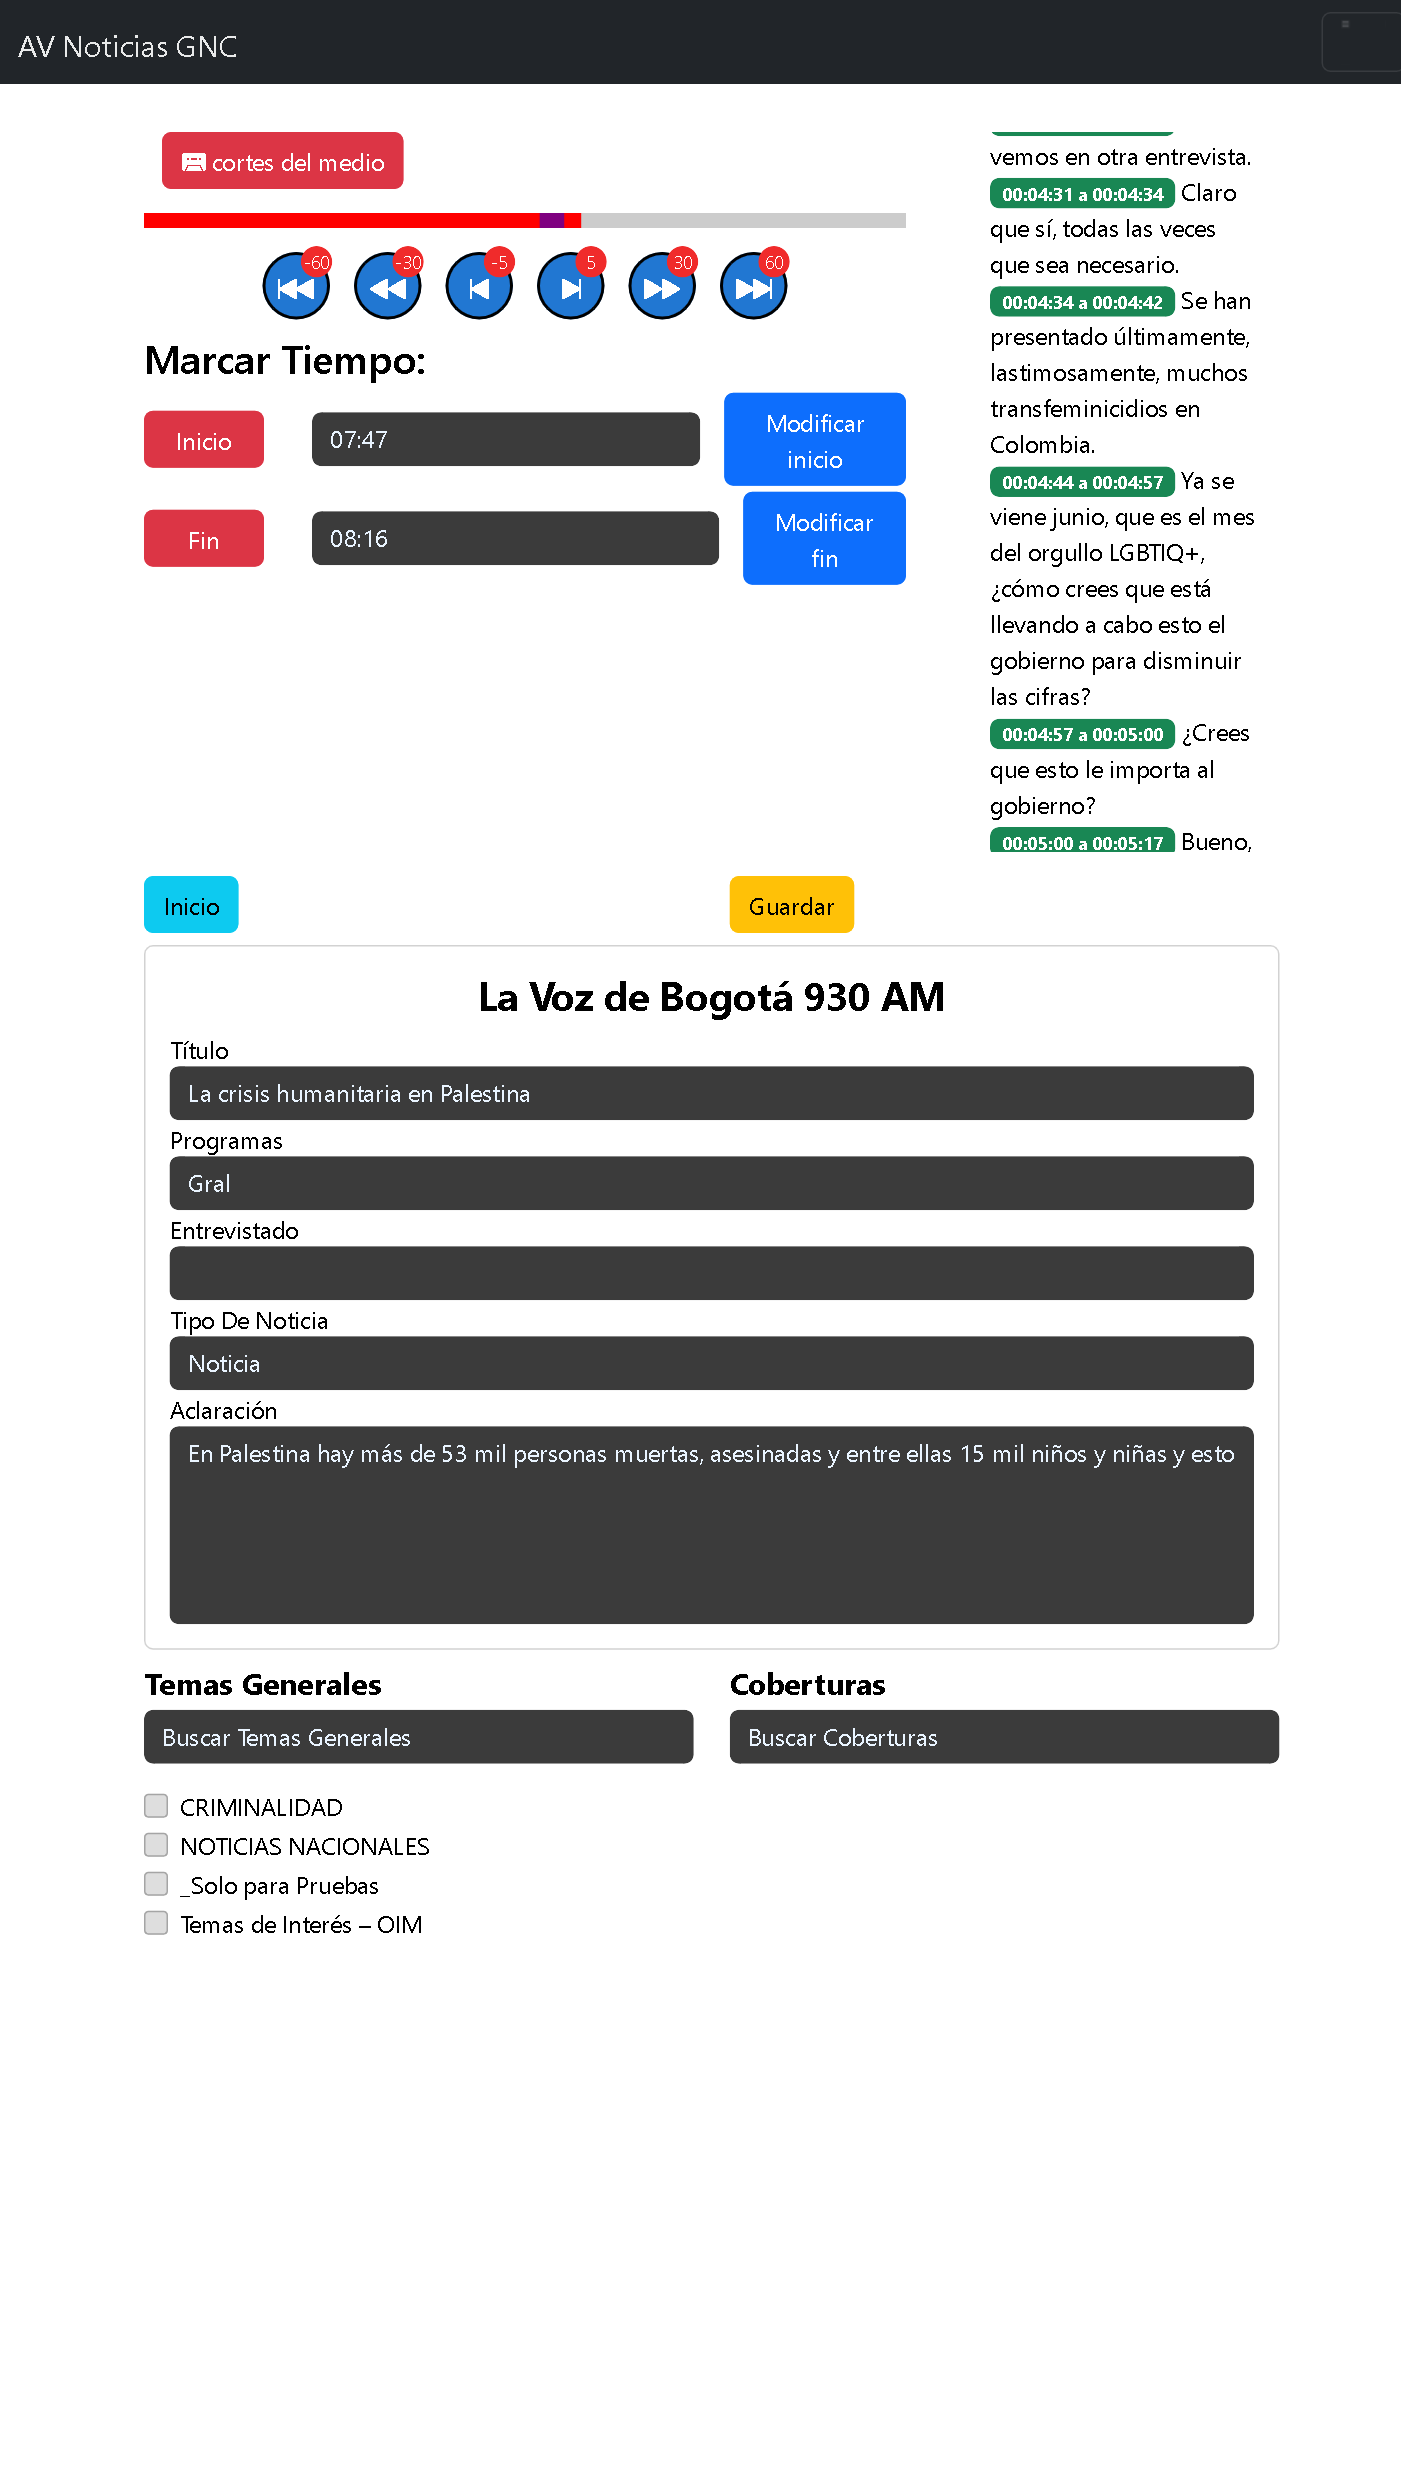 AV Noticias GNC
cortes del medio
-60 -30 -5 5 30 60
Marcar Tiempo:
Inicio 07:47 Modificar inicio
Fin 08:16 Modificar fin
vemos en otra entrevista.
00:04:31 a 00:04:34 Claro
que sí, todas las veces
que sea necesario.
00:04:34 a 00:04:42 Se han
presentado últimamente,
lastimosamente, muchos
transfeminicidios en
Colombia.
00:04:44 a 00:04:57 Ya se
viene junio, que es el mes
del orgullo LGBTIQ+,
¿cómo crees que está
llevando a cabo esto el
gobierno para disminuir
las cifras?
00:04:57 a 00:05:00 ¿Crees
que esto le importa al
gobierno?
00:05:00 a 00:05:17 Bueno,
Inicio
Guardar
La Voz de Bogotá 930 AM
Título
La crisis humanitaria en Palestina
Programas
Gral
Entrevistado
Tipo De Noticia
Noticia
Aclaración
En Palestina hay más de 53 mil personas muertas, asesinadas y entre ellas 15 mil niños y niñas y esto
Temas Generales
Buscar Temas Generales
CRIMINALIDAD
NOTICIAS NACIONALES
_Solo para Pruebas
Temas de Interés – OIM
Coberturas
Buscar Coberturas